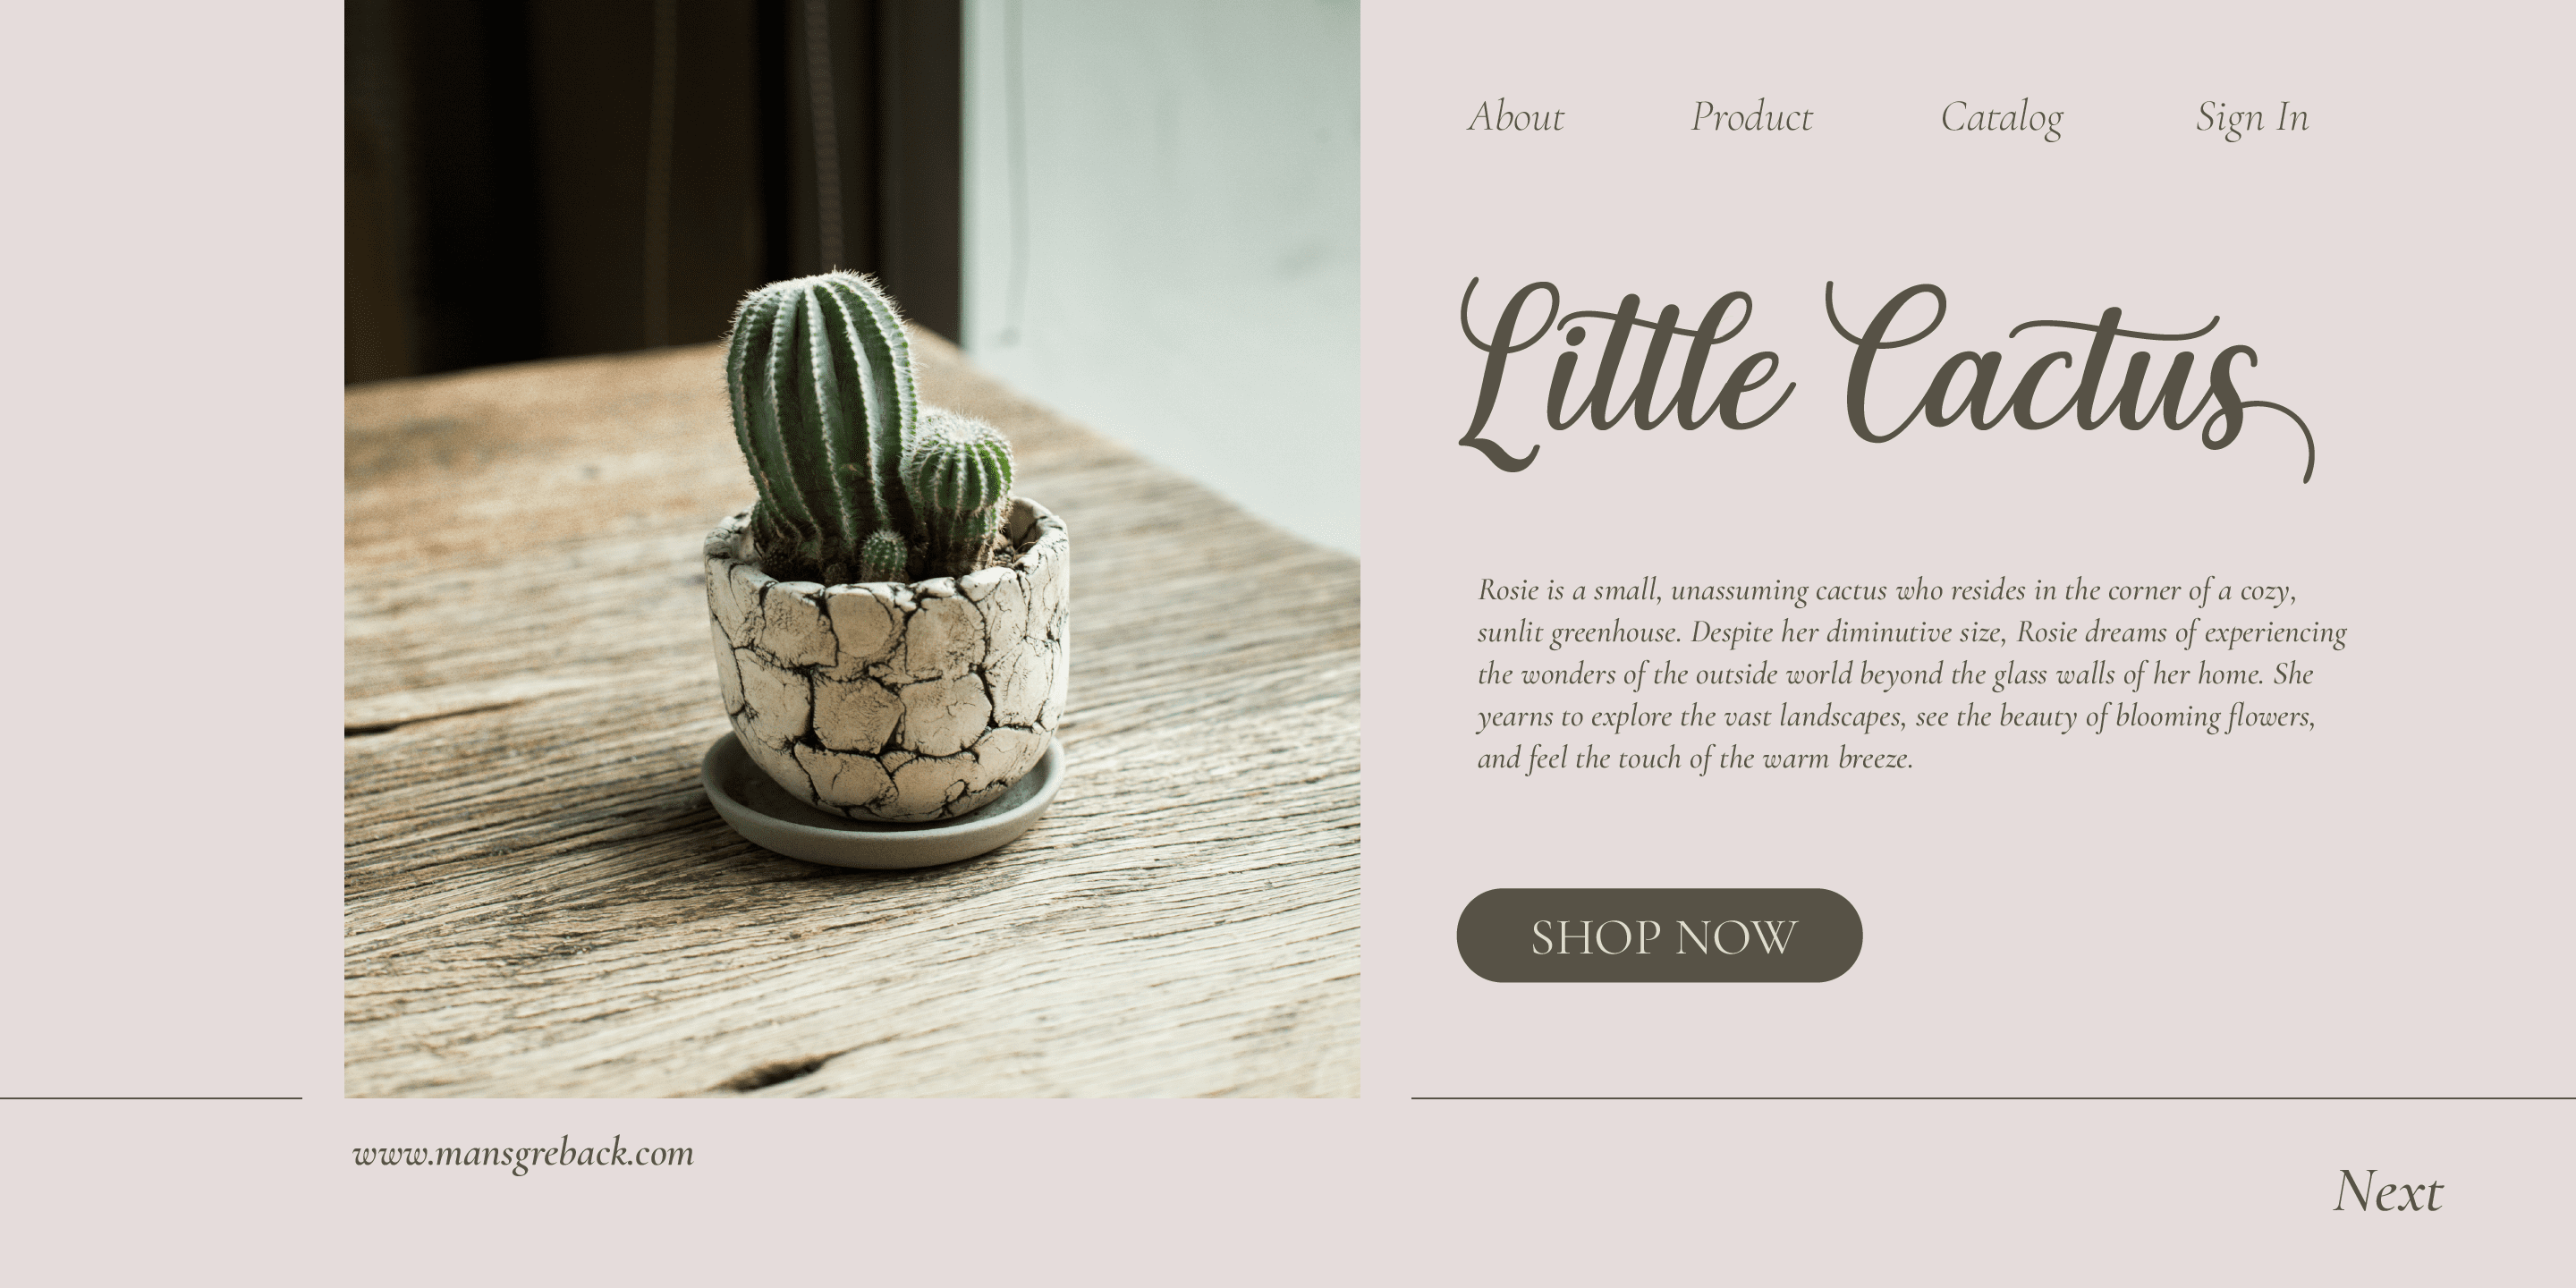 About Product Catalog Sign In
Little Cactus
Rosie is a small, unassuming cactus who resides in the corner of a cozy,
sunlit greenhouse. Despite her diminutive size, Rosie dreams of experiencing
the wonders of the outside world beyond the glass walls of her home. She
yearns to explore the vast landscapes, see the beauty of blooming flowers,
and feel the touch of the warm breeze.
SHOP NOW
www.mansgreback.com
Next